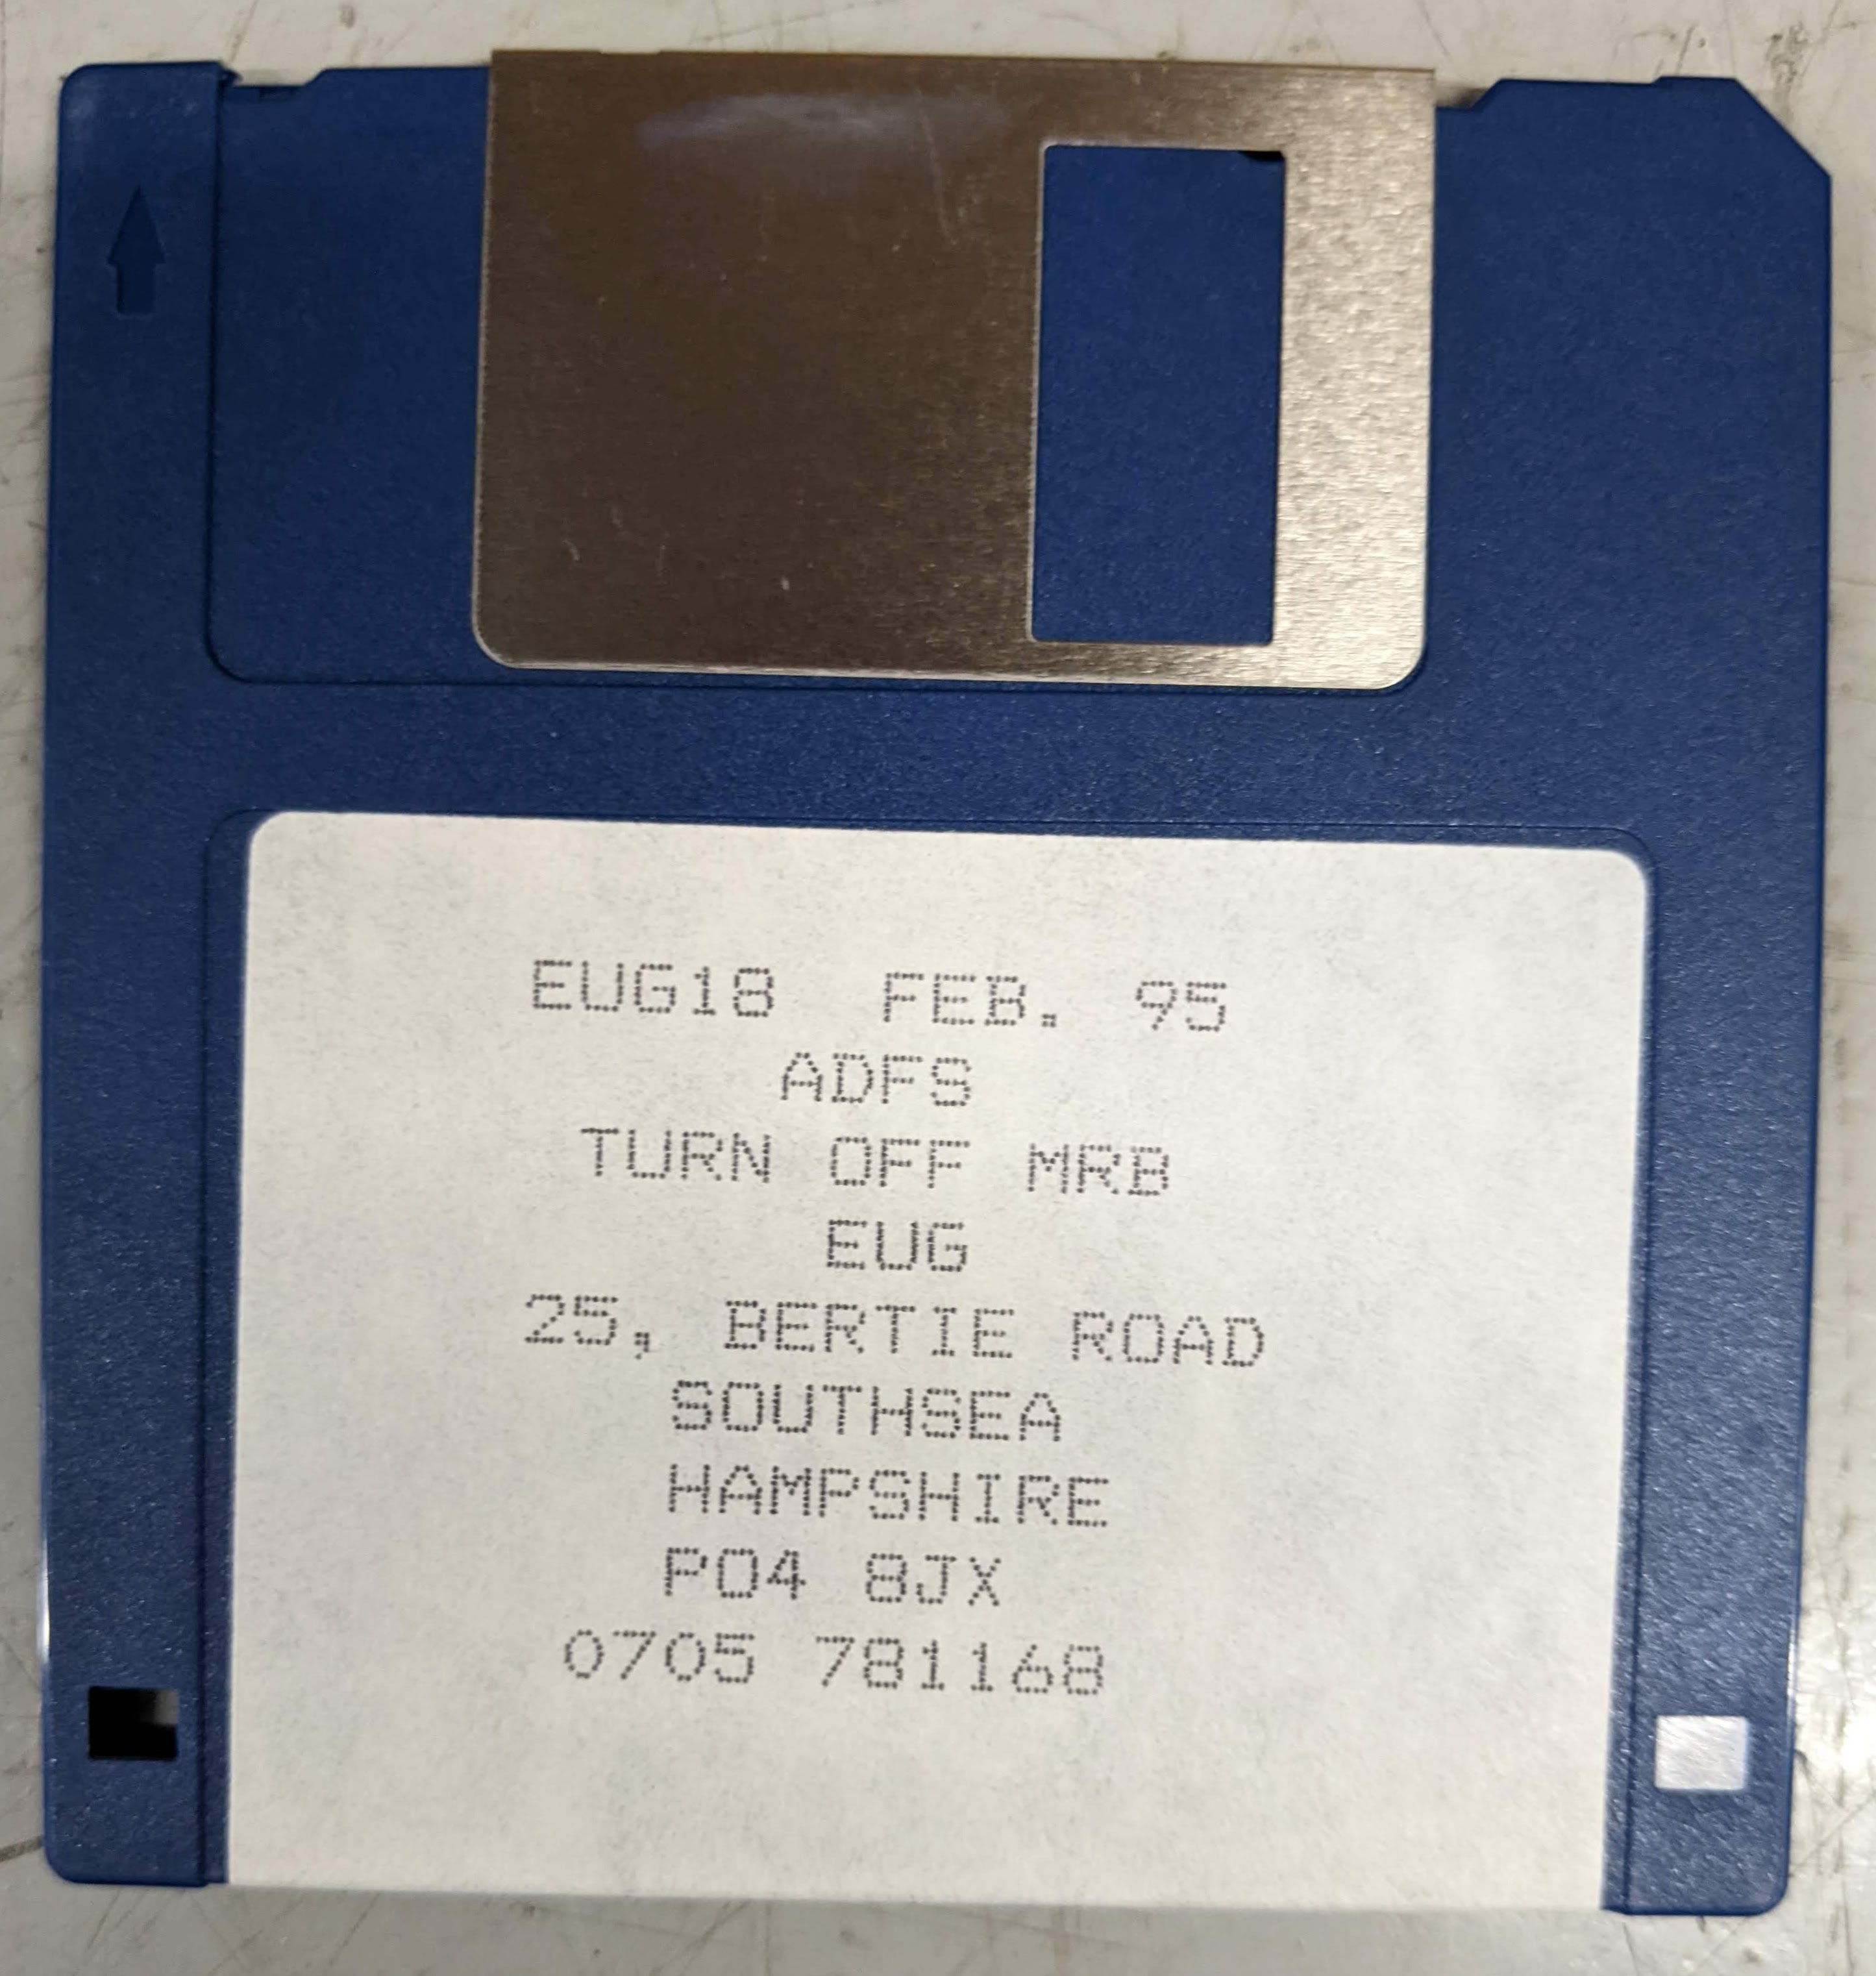 EUG18 FEB. 95
ADFS
TURN OFF MRB
EUG
25, BERTIE ROAD
SOUTHSEA
HAMPSHIRE
PO4 8JX
0705 781168